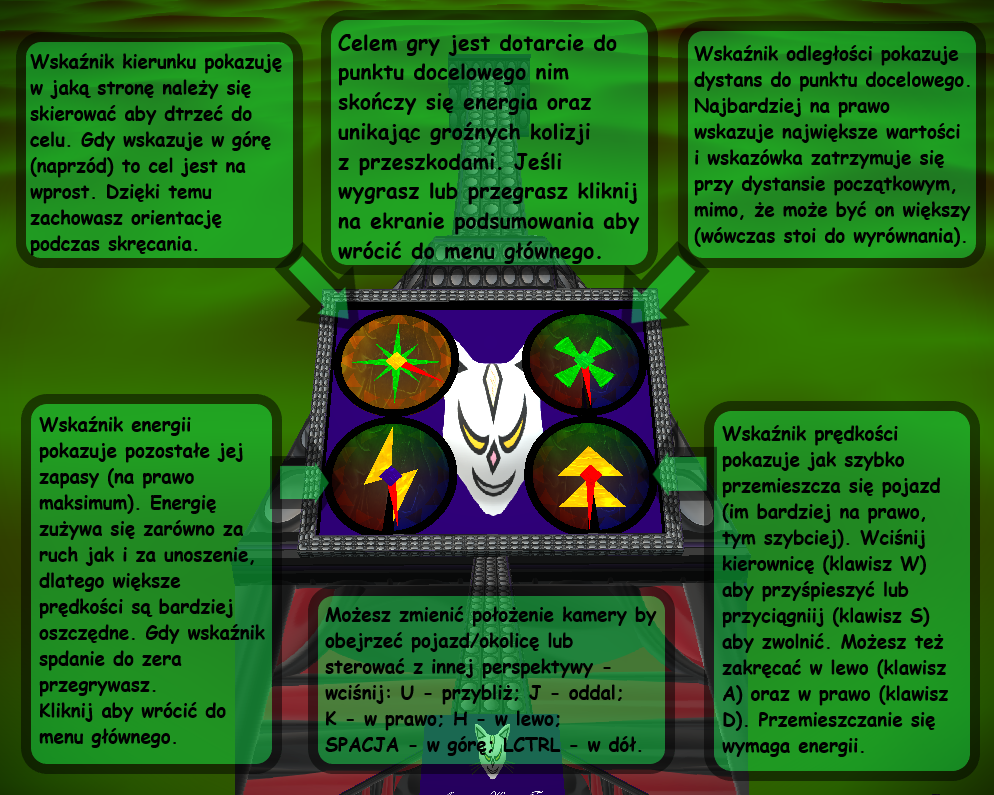 Wskaźnik kierunku pokazuję
w jaką stronę należy się
skierować aby dtrzeć do
celu. Gdy wskazuje w górę
(naprzód) to cel jest na
wprost. Dzięki temu
zachowasz orientację
podczas skręcania.
Celem gry jest dotarcie do
punktu docelowego nim
skończy się energia oraz
unikając groźnych kolizji
z przeszkodami. Jeśli
wygrasz lub przegrasz kliknij
na ekranie podsumowania aby
wrócić do menu głównego.
Wskaźnik odległości pokazuje
dystans do punktu docelowego.
Najbardziej na prawo
wskazuje największe wartości
i wskazówka zatrzymuje się
przy dystansie początkowym,
mimo, że może być on większy
(wówczas stoi do wyrównania).
Wskaźnik energii
pokazuje pozostałe jej
zapasy (na prawo
maksimum). Energię
zużywa się zarówno za
ruch jak i za unoszenie,
dlatego większe
prędkości są bardziej
oszczędne. Gdy wskaźnik
spdanie do zera
przegrywasz.
Kliknij aby wrócić do
menu głównego.
Możesz zmienić położenie kamery by
obejrzeć pojazd/okolicę lub
sterować z innej perspektywy -
wciśnij: U - przybliż; J - oddal;
K - w prawo; H - w lewo;
SPACJA - w górę; LCTRL - w dół.
Wskaźnik prędkości
pokazuje jak szybko
przemieszcza się pojazd
(im bardziej na prawo,
tym szybciej). Wciśnij
kierownicę (klawisz W)
aby przyśpieszyć lub
przyciągniij (klawisz S)
aby zwolnić. Możesz też
zakręcać w lewo (klawisz
A) oraz w prawo (klawisz
D). Przemieszczanie się
wymaga energii.